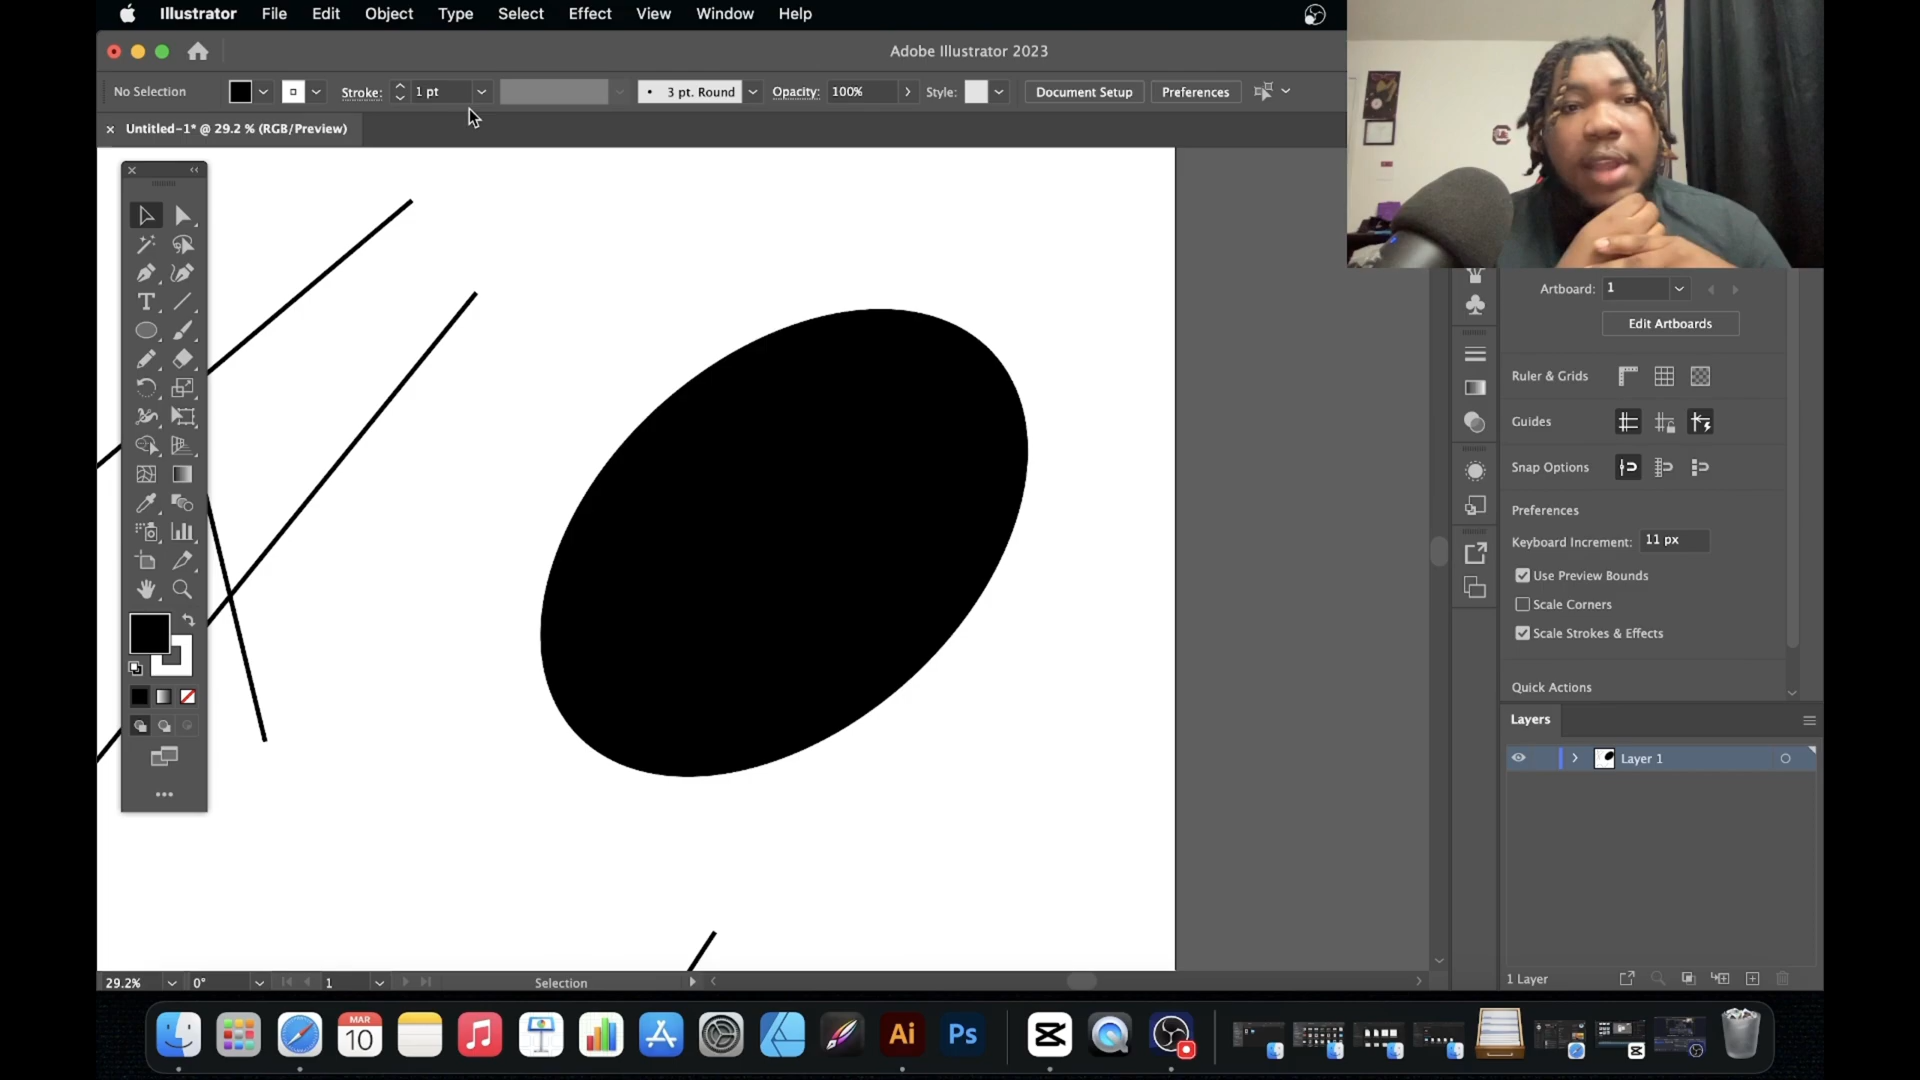 Illustrator File Edit Object Type Select Effect View Window Help
Adobe Illustrator 2023
No Selection Stroke: 1 pt 3 pt. Round Opacity: 100% Style: Document Setup Preferences
Untitled-1* @ 29.2 % (RGB/Preview)
Artboard: 1
Edit Artboards
Ruler & Grids
Guides
Snap Options
Preferences
Keyboard Increment: 11 px
Use Preview Bounds
Scale Corners
Scale Strokes & Effects
Quick Actions
Layers
Layer 1
1 Layer
29.2% 0° 1 Selection
MAR
10
Ai Ps